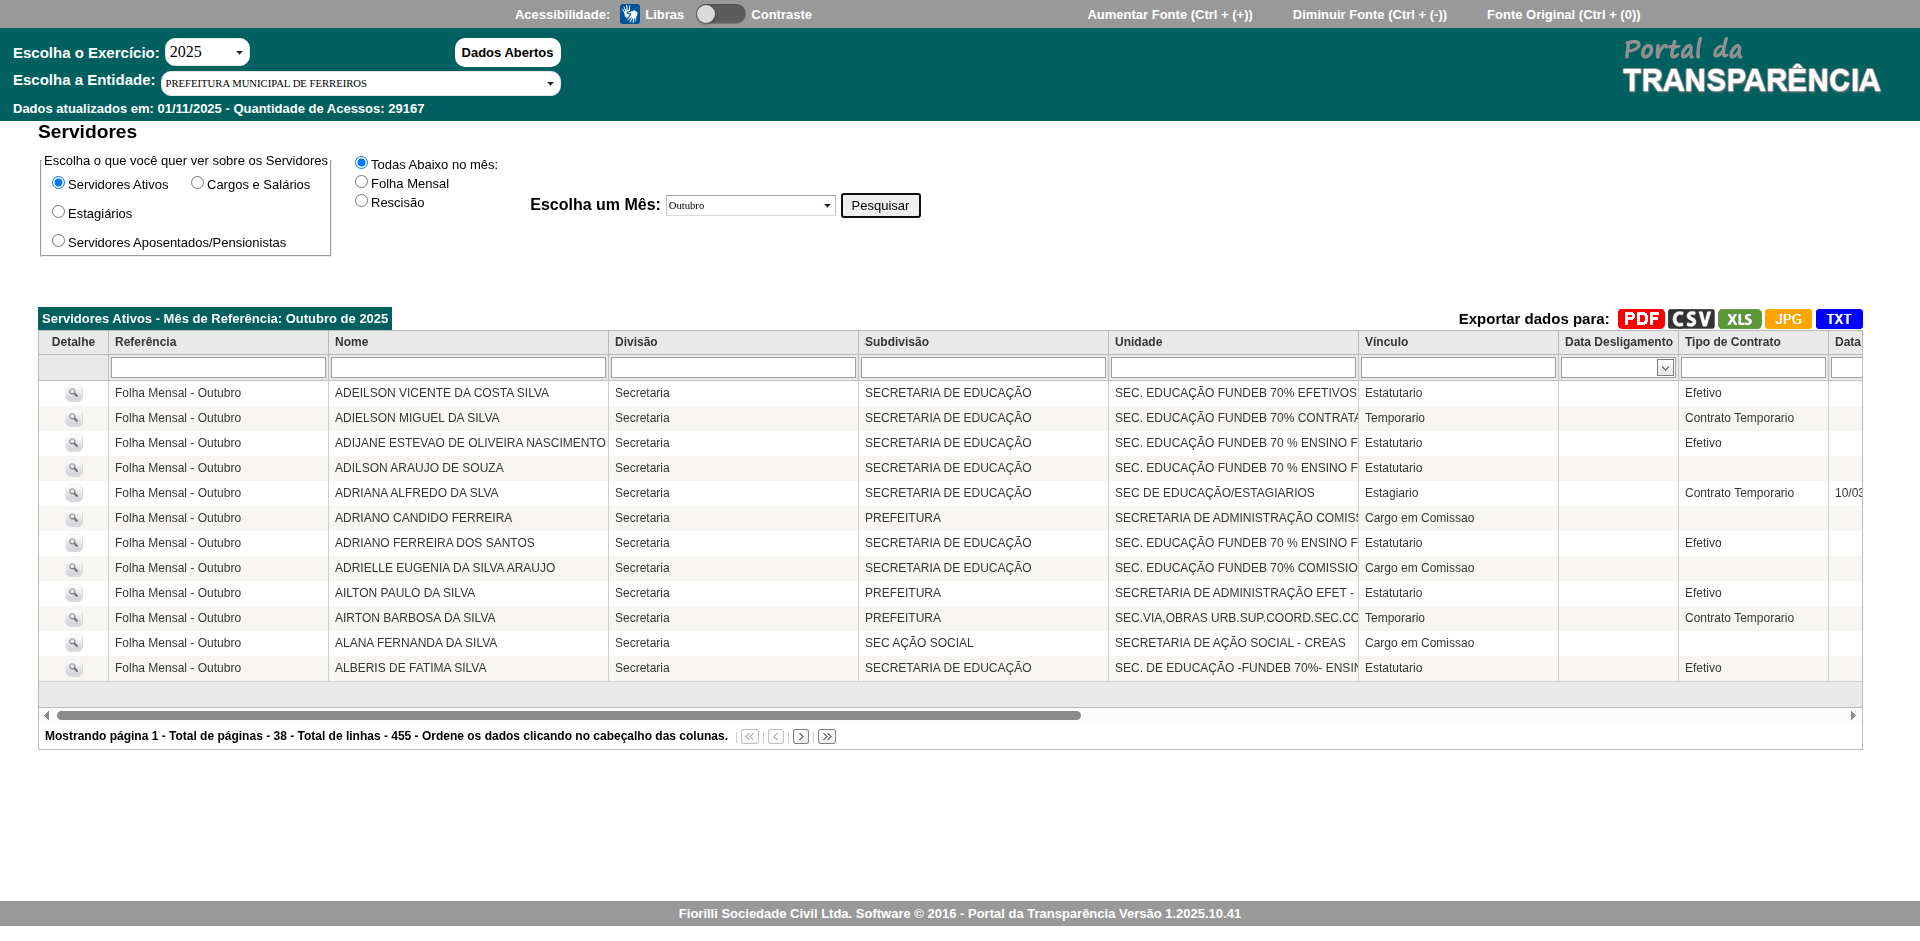 Acessibilidade: Libras Contraste Aumentar Fonte (Ctrl + (+)) Diminuir Fonte (Ctrl + (-)) Fonte Original (Ctrl + (0))
Escolha o Exercício: 2025 Dados Abertos
Escolha a Entidade: PREFEITURA MUNICIPAL DE FERREIROS
Dados atualizados em: 01/11/2025 - Quantidade de Acessos: 29167
Portal da
TRANSPARÊNCIA
Servidores
Escolha o que você quer ver sobre os Servidores
Servidores Ativos Cargos e Salários
Estagiários
Servidores Aposentados/Pensionistas
Todas Abaixo no mês:
Folha Mensal
Rescisão
Escolha um Mês: Outubro Pesquisar
Servidores Ativos - Mês de Referência: Outubro de 2025 Exportar dados para: PDF CSV XLS JPG TXT
Detalhe Referência Nome Divisão Subdivisão Unidade Vínculo Data Desligamento Tipo de Contrato Data
Folha Mensal - Outubro ADEILSON VICENTE DA COSTA SILVA Secretaria SECRETARIA DE EDUCAÇÃO SEC. EDUCAÇÃO FUNDEB 70% EFETIVOS Estatutario Efetivo
Folha Mensal - Outubro ADIELSON MIGUEL DA SILVA Secretaria SECRETARIA DE EDUCAÇÃO SEC. EDUCAÇÃO FUNDEB 70% CONTRATA Temporario Contrato Temporario
Folha Mensal - Outubro ADIJANE ESTEVAO DE OLIVEIRA NASCIMENTO Secretaria SECRETARIA DE EDUCAÇÃO SEC. EDUCAÇÃO FUNDEB 70 % ENSINO F Estatutario Efetivo
Folha Mensal - Outubro ADILSON ARAUJO DE SOUZA Secretaria SECRETARIA DE EDUCAÇÃO SEC. EDUCAÇÃO FUNDEB 70 % ENSINO F Estatutario
Folha Mensal - Outubro ADRIANA ALFREDO DA SLVA Secretaria SECRETARIA DE EDUCAÇÃO SEC DE EDUCAÇÃO/ESTAGIARIOS Estagiario Contrato Temporario 10/03
Folha Mensal - Outubro ADRIANO CANDIDO FERREIRA Secretaria PREFEITURA SECRETARIA DE ADMINISTRAÇÃO COMISS Cargo em Comissao
Folha Mensal - Outubro ADRIANO FERREIRA DOS SANTOS Secretaria SECRETARIA DE EDUCAÇÃO SEC. EDUCAÇÃO FUNDEB 70 % ENSINO F Estatutario Efetivo
Folha Mensal - Outubro ADRIELLE EUGENIA DA SILVA ARAUJO Secretaria SECRETARIA DE EDUCAÇÃO SEC. EDUCAÇÃO FUNDEB 70% COMISSIO Cargo em Comissao
Folha Mensal - Outubro AILTON PAULO DA SILVA Secretaria PREFEITURA SECRETARIA DE ADMINISTRAÇÃO EFET - Estatutario Efetivo
Folha Mensal - Outubro AIRTON BARBOSA DA SILVA Secretaria PREFEITURA SEC.VIA,OBRAS URB.SUP.COORD.SEC.CO Temporario Contrato Temporario
Folha Mensal - Outubro ALANA FERNANDA DA SILVA Secretaria SEC AÇÃO SOCIAL SECRETARIA DE AÇÃO SOCIAL - CREAS Cargo em Comissao
Folha Mensal - Outubro ALBERIS DE FATIMA SILVA Secretaria SECRETARIA DE EDUCAÇÃO SEC. DE EDUCAÇÃO -FUNDEB 70%- ENSIN Estatutario Efetivo
Mostrando página 1 - Total de páginas - 38 - Total de linhas - 455 - Ordene os dados clicando no cabeçalho das colunas.
Fiorilli Sociedade Civil Ltda. Software © 2016 - Portal da Transparência Versão 1.2025.10.41